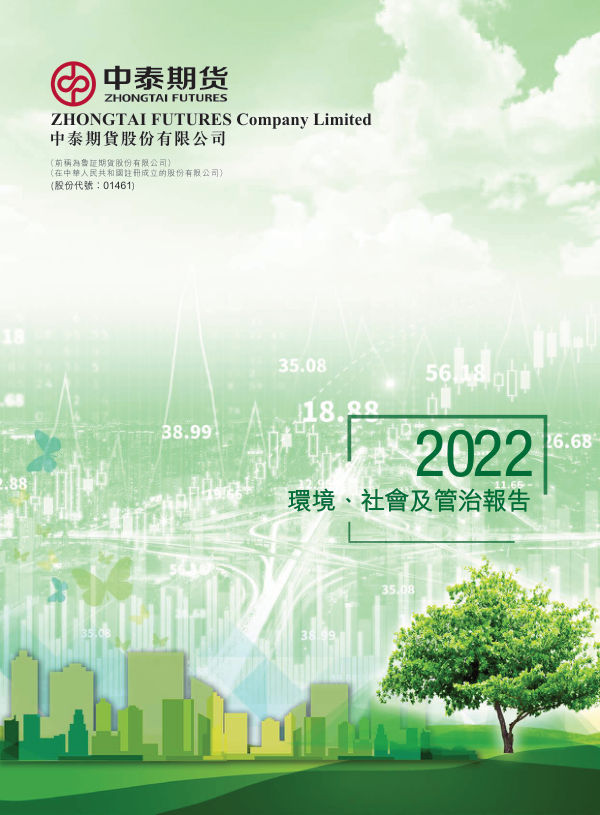 中泰期货
ZHONGTAI FUTURES
ZHONGTAI FUTURES Company Limited
中泰期貨股份有限公司
（前稱為魯証期貨股份有限公司）
（在中華人民共和國註冊成立的股份有限公司）
(股份代號：01461)
18
35.08
56.18
.68
18.88
38.99
2022
26.68
2.88
11.66
環境、社會及管治報告
35.08
35.08
38.99